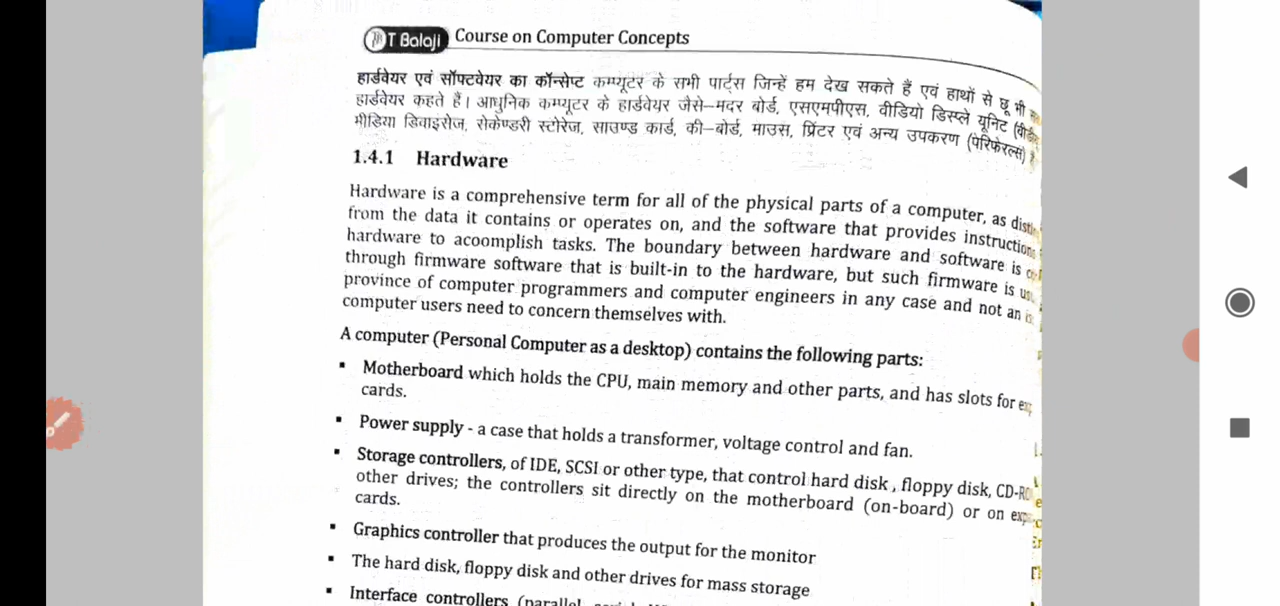 T Balaji Course on Computer Concepts
हार्डवेयर एवं सॉफ्टवेयर का कॉन्सेप्ट कम्प्यूटर के सभी पार्ट्स जिन्हें हम देख सकते हैं एवं हाथों से छू भी
हार्डवेयर कहते हैं। आधुनिक कम्प्यूटर के हार्डवेयर जैसे–मदर बोर्ड, एसएमपीएस, वीडियो डिस्प्ले यूनिट
मीडिया डिवाइसेज, सेकेण्डरी स्टोरेज, साउण्ड कार्ड, की–बोर्ड, माउस, प्रिंटर एवं अन्य उपकरण (पेरिफेरल्स)
1.4.1 Hardware
Hardware is a comprehensive term for all of the physical parts of a computer, as
from the data it contains or operates on, and the software that provides
hardware to acoomplish tasks. The boundary between hardware and software is
through firmware software that is built-in to the hardware, but such firmware is
province of computer programmers and computer engineers in any case and not an
computer users need to concern themselves with.
A computer (Personal Computer as a desktop) contains the following parts:
▪ Motherboard which holds the CPU, main memory and other parts, and has slots for
cards.
▪ Power supply - a case that holds a transformer, voltage control and fan.
▪ Storage controllers, of IDE, SCSI or other type, that control hard disk , floppy disk,
other drives; the controllers sit directly on the motherboard (on-board) or on
cards.
▪ Graphics controller that produces the output for the monitor
▪ The hard disk, floppy disk and other drives for mass storage
▪ Interface controllers